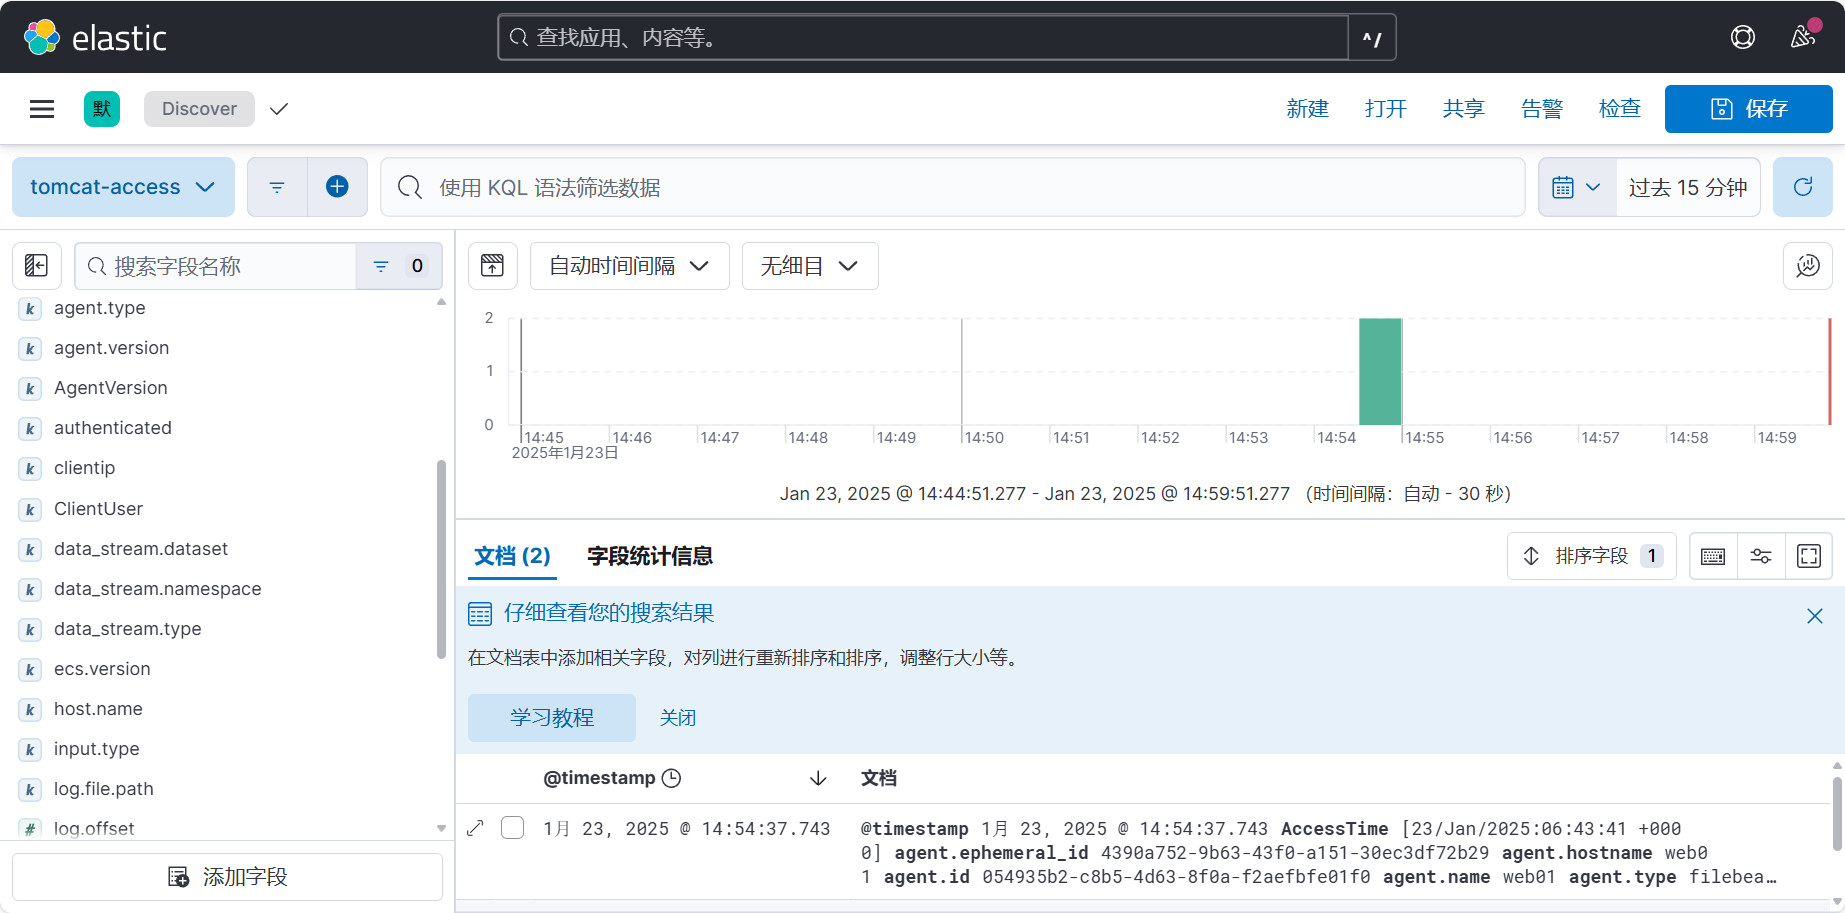 elastic
查找应用、内容等。
^/
默
Discover
新建
打开
共享
告警
检查
保存
tomcat-access
使用 KQL 语法筛选数据
过去 15 分钟
搜索字段名称
0
k agent.type
k agent.version
k AgentVersion
k authenticated
k clientip
k ClientUser
k data_stream.dataset
k data_stream.namespace
k data_stream.type
k ecs.version
k host.name
k input.type
k log.file.path
# log.offset
添加字段
自动时间间隔
无细目
2
1
0
14:45 14:46 14:47 14:48 14:49 14:50 14:51 14:52 14:53 14:54 14:55 14:56 14:57 14:58 14:59
2025年1月23日
Jan 23, 2025 @ 14:44:51.277 - Jan 23, 2025 @ 14:59:51.277 （时间间隔：自动 - 30 秒）
文档 (2)
字段统计信息
排序字段 1
仔细查看您的搜索结果
在文档表中添加相关字段，对列进行重新排序和排序，调整行大小等。
学习教程
关闭
@timestamp
文档
1月 23, 2025 @ 14:54:37.743
@timestamp 1月 23, 2025 @ 14:54:37.743 AccessTime [23/Jan/2025:06:43:41 +000
0] agent.ephemeral_id 4390a752-9b63-43f0-a151-30ec3df72b29 agent.hostname web0
1 agent.id 054935b2-c8b5-4d63-8f0a-f2aefbfe01f0 agent.name web01 agent.type filebea…